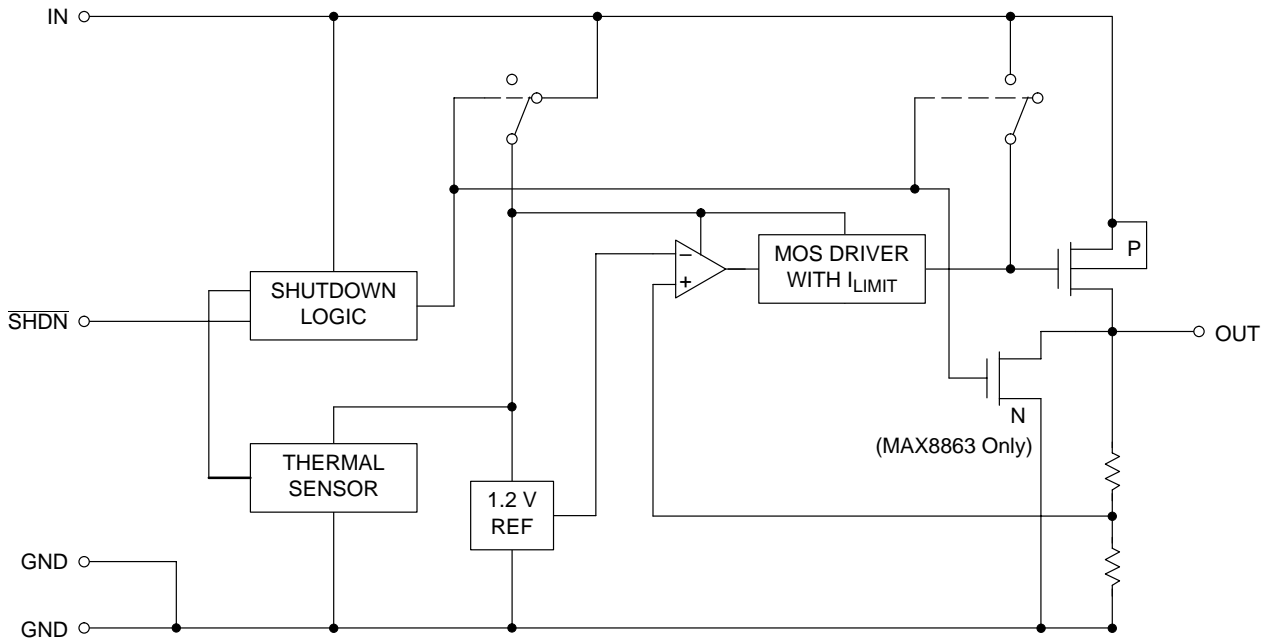 IN
SHUTDOWN
LOGIC
SHDN
−
+
MOS DRIVER
WITH ILIMIT
P
OUT
N
(MAX8863 Only)
THERMAL
SENSOR
1.2 V
REF
GND
GND